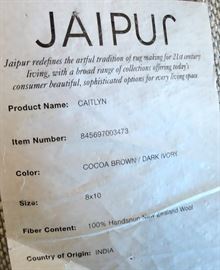 JAIPUR
Jaipur redefines the artful tradition of rug making for 21st century
living, with a broad range of collections offering today's
consumer beautiful, sophisticated options for every living space.
Product Name: CAITLYN
Item Number: 845697003473
Color: COCOA BROWN / DARK IVORY
Size: 8x10
Fiber Content: 100% Handspun New Zealand Wool
Country of Origin: INDIA